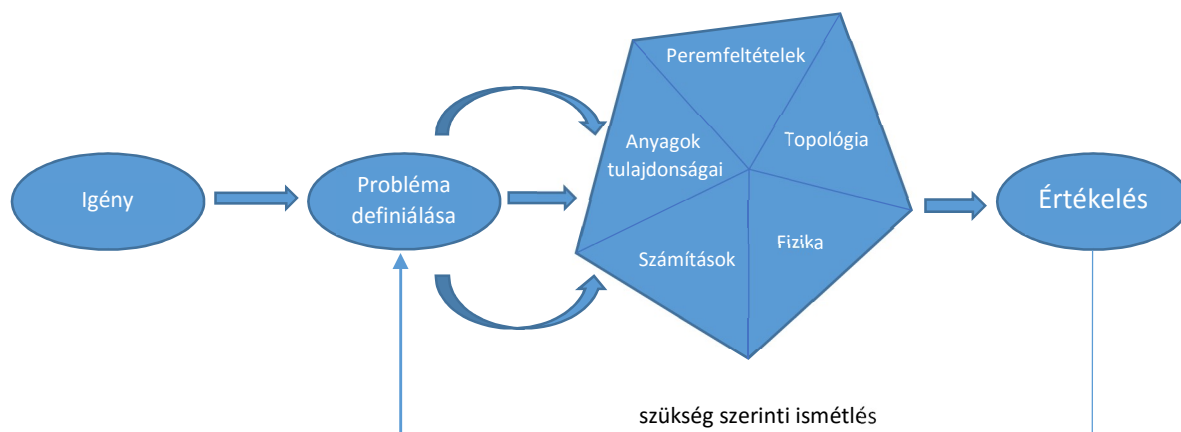 Igény
Probléma
definiálása
Peremfeltételek
Anyagok
tulajdonságai
Topológia
Számítások
Fizika
Értékelés
szükség szerinti ismétlés